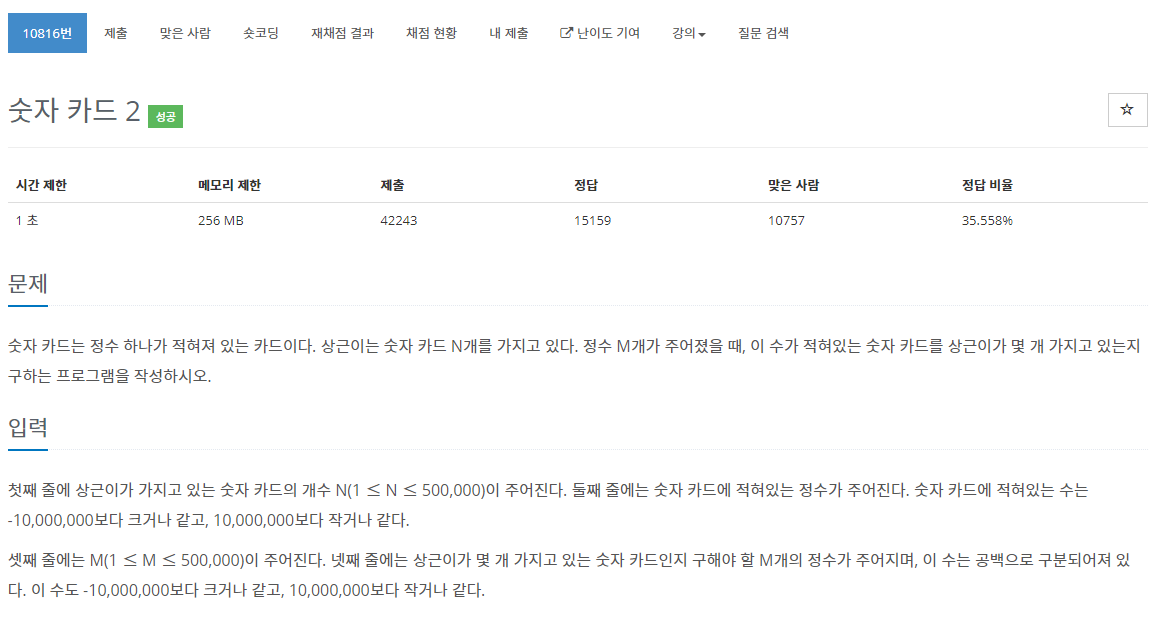 10816번 제출 맞은 사람 숏코딩 재채점 결과 채점 현황 내 제출 난이도 기여 강의 질문 검색
숫자 카드 2 성공
시간 제한 메모리 제한 제출 정답 맞은 사람 정답 비율
1 초 256 MB 42243 15159 10757 35.558%
문제
숫자 카드는 정수 하나가 적혀져 있는 카드이다. 상근이는 숫자 카드 N개를 가지고 있다. 정수 M개가 주어졌을 때, 이 수가 적혀있는 숫자 카드를 상근이가 몇 개 가지고 있는지
구하는 프로그램을 작성하시오.
입력
첫째 줄에 상근이가 가지고 있는 숫자 카드의 개수 N(1 ≤ N ≤ 500,000)이 주어진다. 둘째 줄에는 숫자 카드에 적혀있는 정수가 주어진다. 숫자 카드에 적혀있는 수는
-10,000,000보다 크거나 같고, 10,000,000보다 작거나 같다.
셋째 줄에는 M(1 ≤ M ≤ 500,000)이 주어진다. 넷째 줄에는 상근이가 몇 개 가지고 있는 숫자 카드인지 구해야 할 M개의 정수가 주어지며, 이 수는 공백으로 구분되어져 있
다. 이 수도 -10,000,000보다 크거나 같고, 10,000,000보다 작거나 같다.